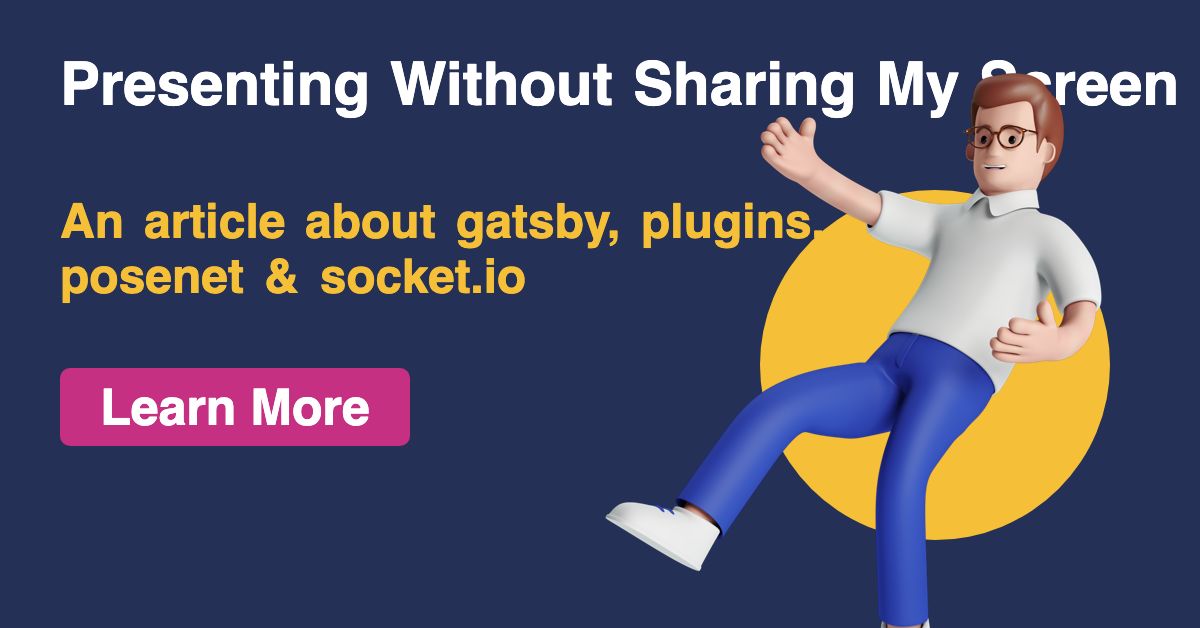 Presenting Without Sharing My Screen
An article about gatsby, plugins,
posenet & socket.io
Learn More